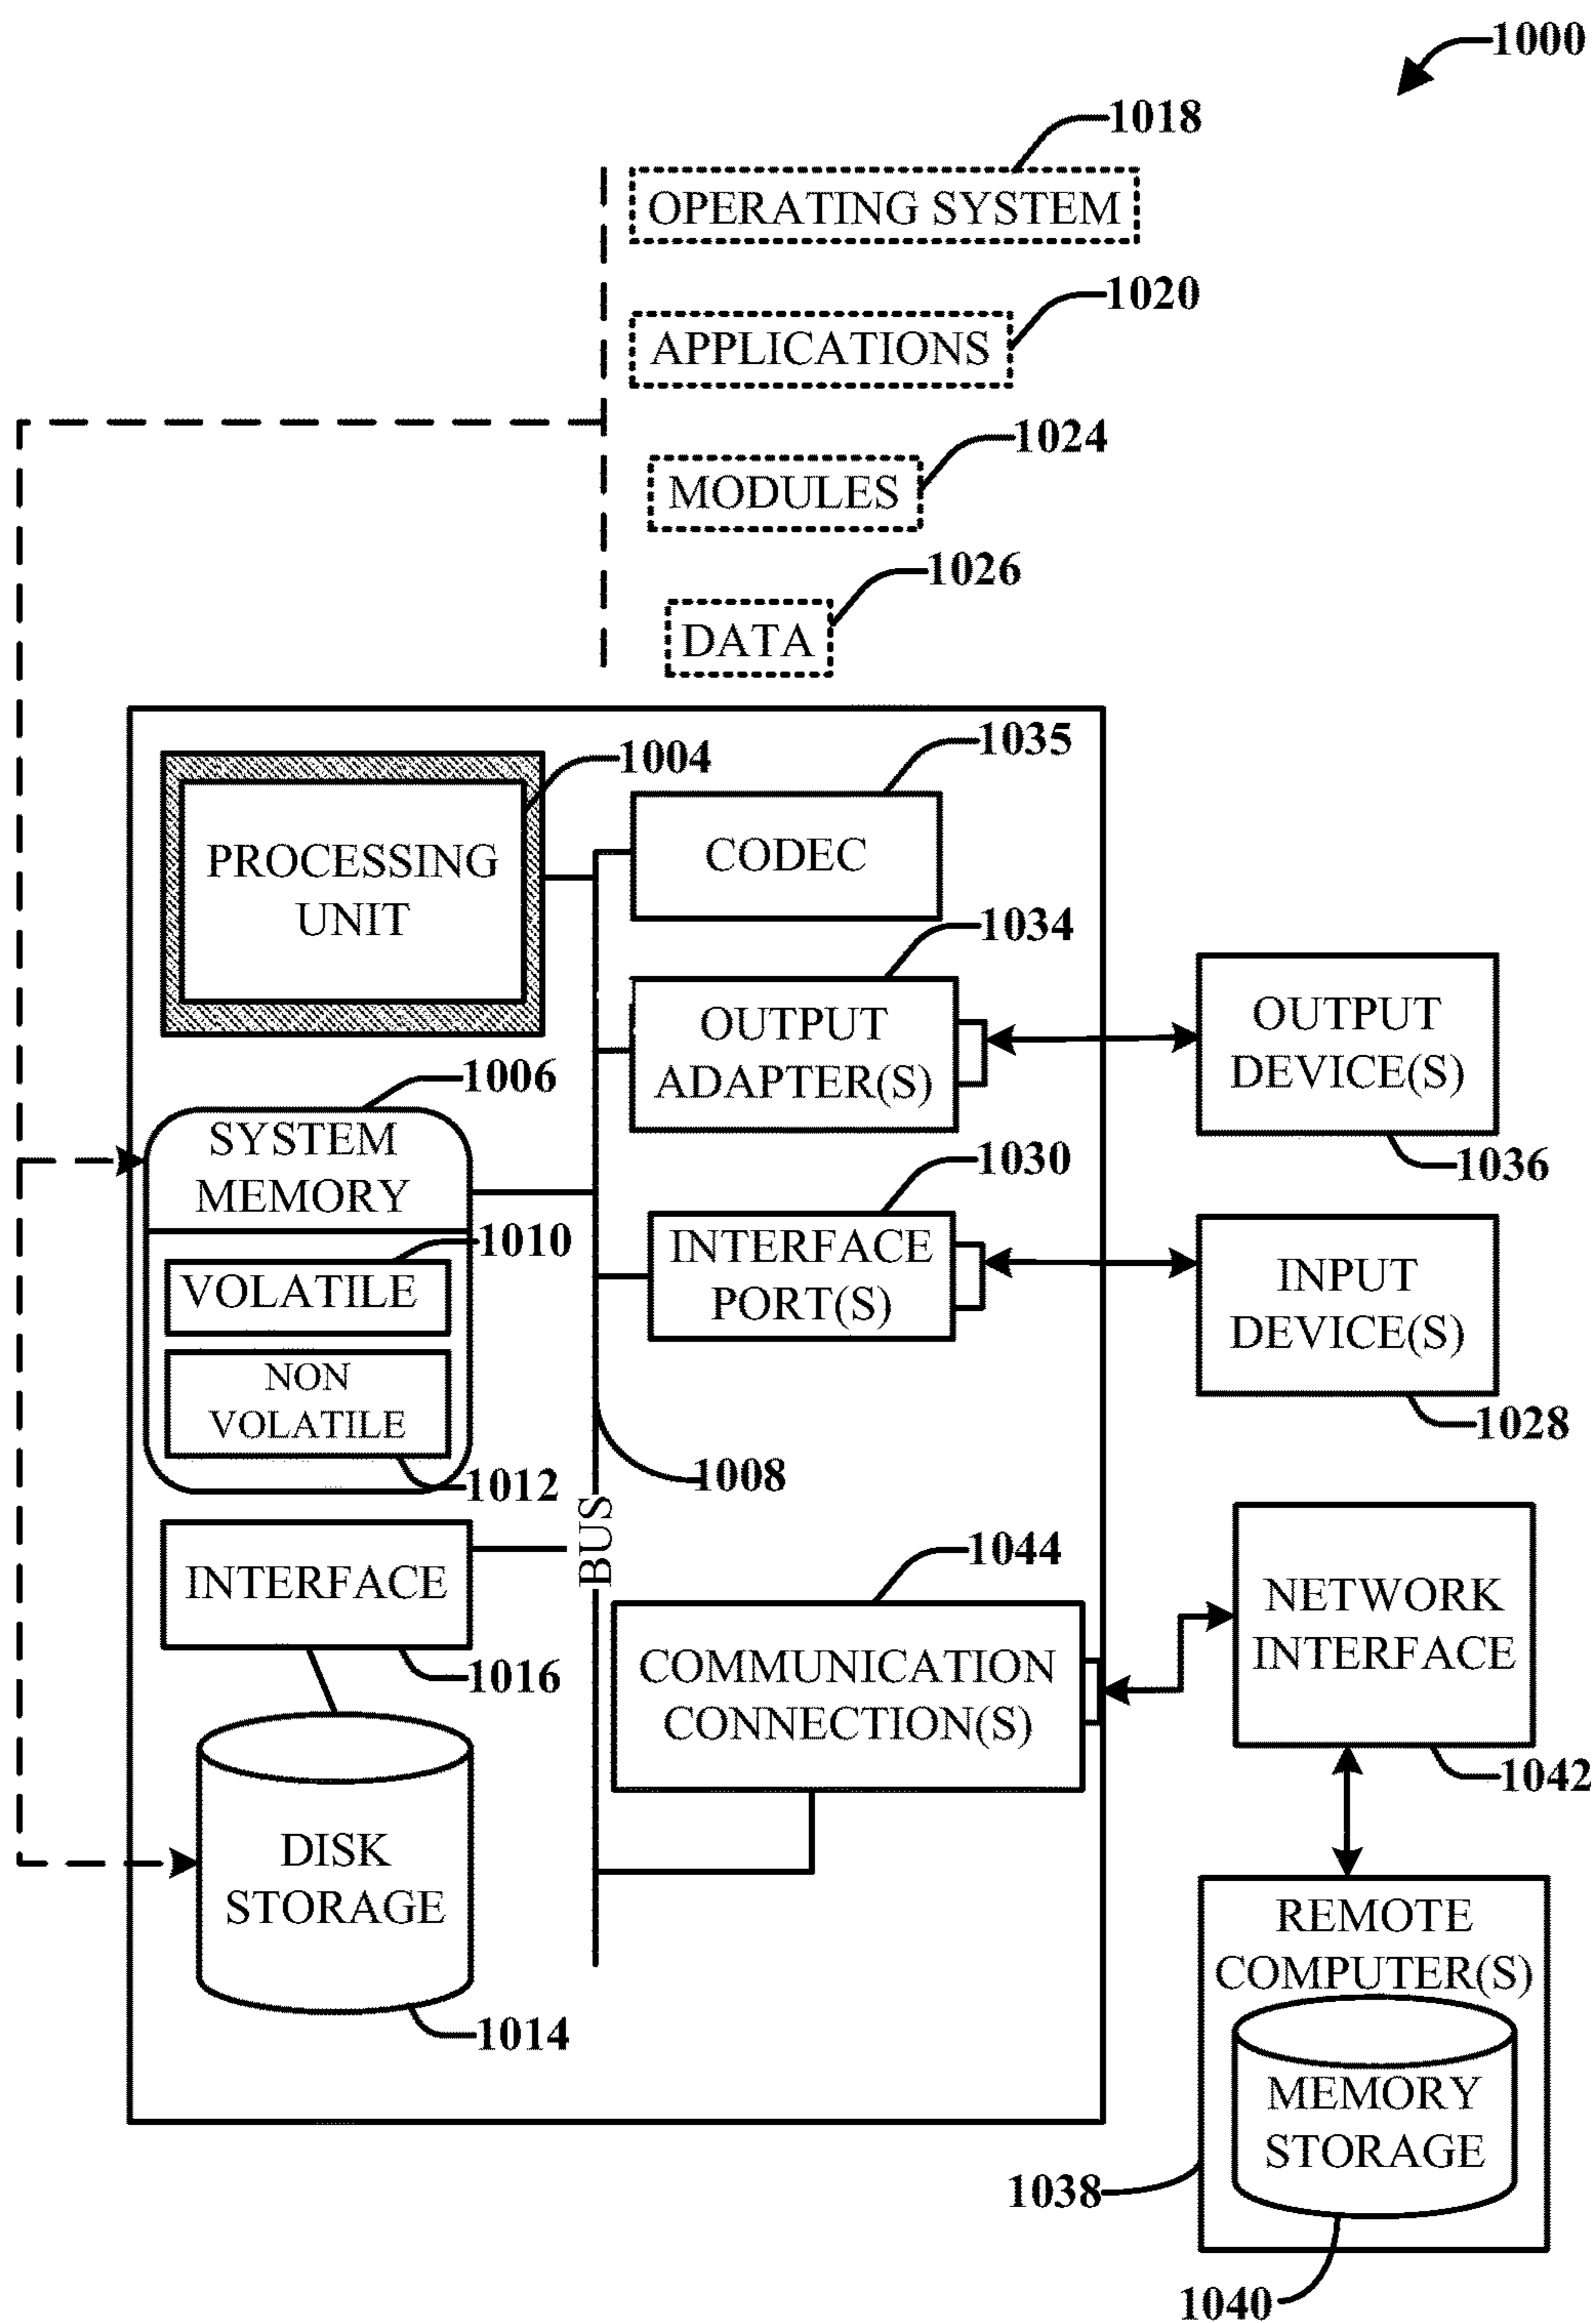 1000
1018
OPERATING SYSTEM
1020
APPLICATIONS
1024
MODULES
1026
DATA
1004
PROCESSING
UNIT
1035
CODEC
1034
OUTPUT
ADAPTER(S)
OUTPUT
DEVICE(S)
1036
1006
SYSTEM
MEMORY
1010
VOLATILE
NON
VOLATILE
1012
1030
INTERFACE
PORT(S)
INPUT
DEVICE(S)
1028
1008
BUS
INTERFACE
1016
1044
COMMUNICATION
CONNECTION(S)
NETWORK
INTERFACE
1042
DISK
STORAGE
1014
REMOTE
COMPUTER(S)
MEMORY
STORAGE
1038
1040